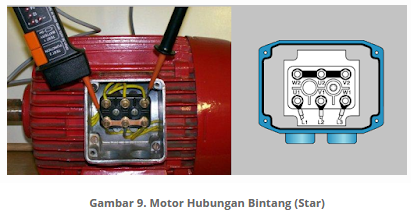 W2 U2 V2
U1 V1 W1
L1 L2 L3
Gambar 9. Motor Hubungan Bintang (Star)